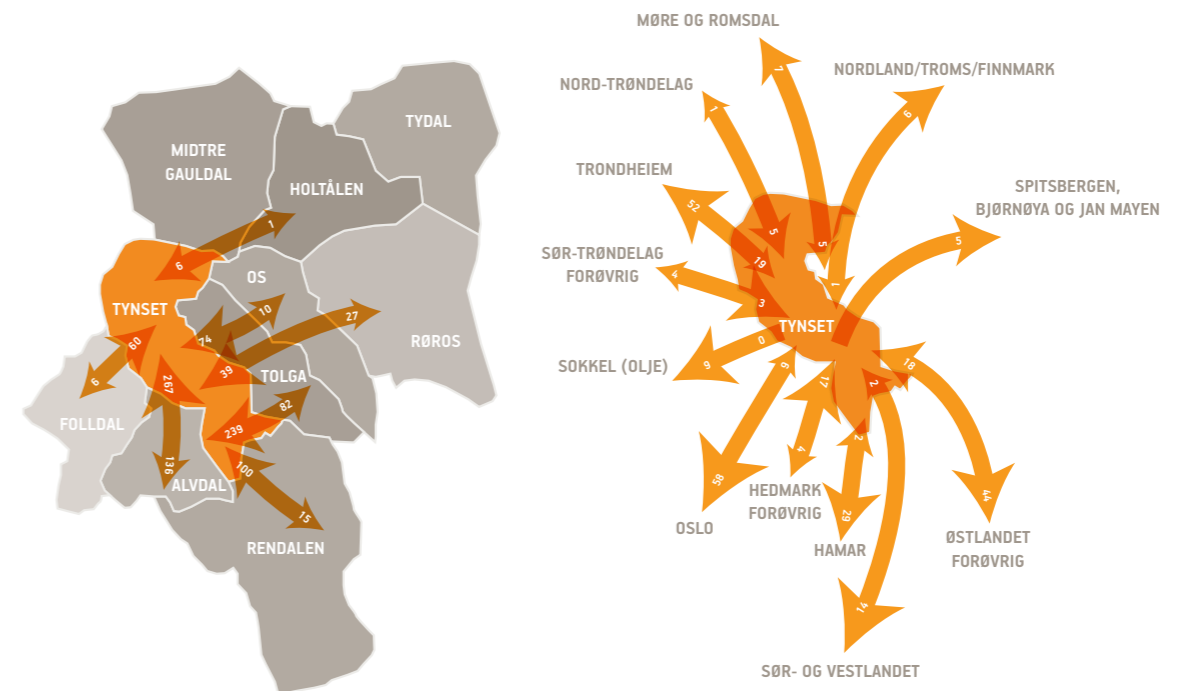 MIDTRE
GAULDAL
TYDAL
HOLTÅLEN
1
6
OS
TYNSET
10
74
27
RØROS
60
39
6
267
TOLGA
82
FOLLDAL
239
136
100
ALVDAL
15
RENDALEN
MØRE OG ROMSDAL
7
NORDLAND/TROMS/FINNMARK
NORD-TRØNDELAG
1
6
TRONDHEIEM
52
SPITSBERGEN,
BJØRNØYA OG JAN MAYEN
5
5
5
SØR-TRØNDELAG
FORØVRIG
19
4
1
3
TYNSET
0
SOKKEL (OLJE)
9
6
18
17
2
2
4
58
HEDMARK
FORØVRIG
29
44
OSLO
HAMAR
ØSTLANDET
FORØVRIG
14
SØR- OG VESTLANDET